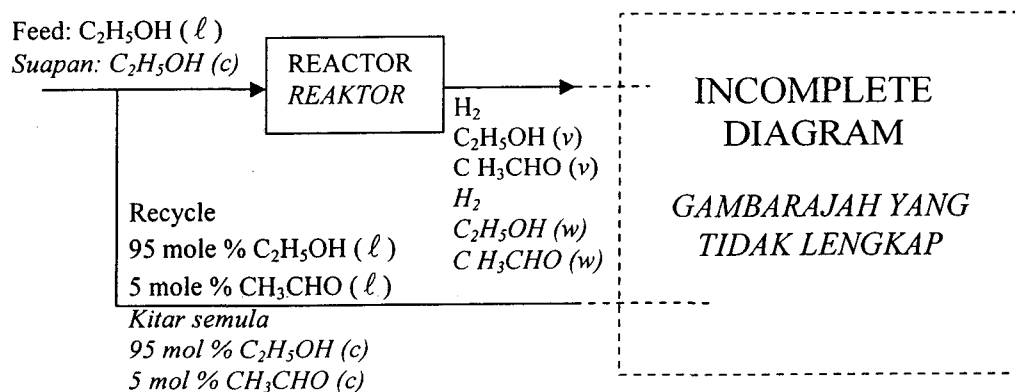 Feed: C₂H₅OH (ℓ)
Suapan: C₂H₅OH (c)
REACTOR
REAKTOR
H₂
C₂H₅OH (v)
C H₃CHO (v)
H₂
C₂H₅OH (w)
C H₃CHO (w)
Recycle
95 mole % C₂H₅OH (ℓ)
5 mole % CH₃CHO (ℓ)
Kitar semula
95 mol % C₂H₅OH (c)
5 mol % CH₃CHO (c)
INCOMPLETE
DIAGRAM
GAMBARAJAH YANG
TIDAK LENGKAP